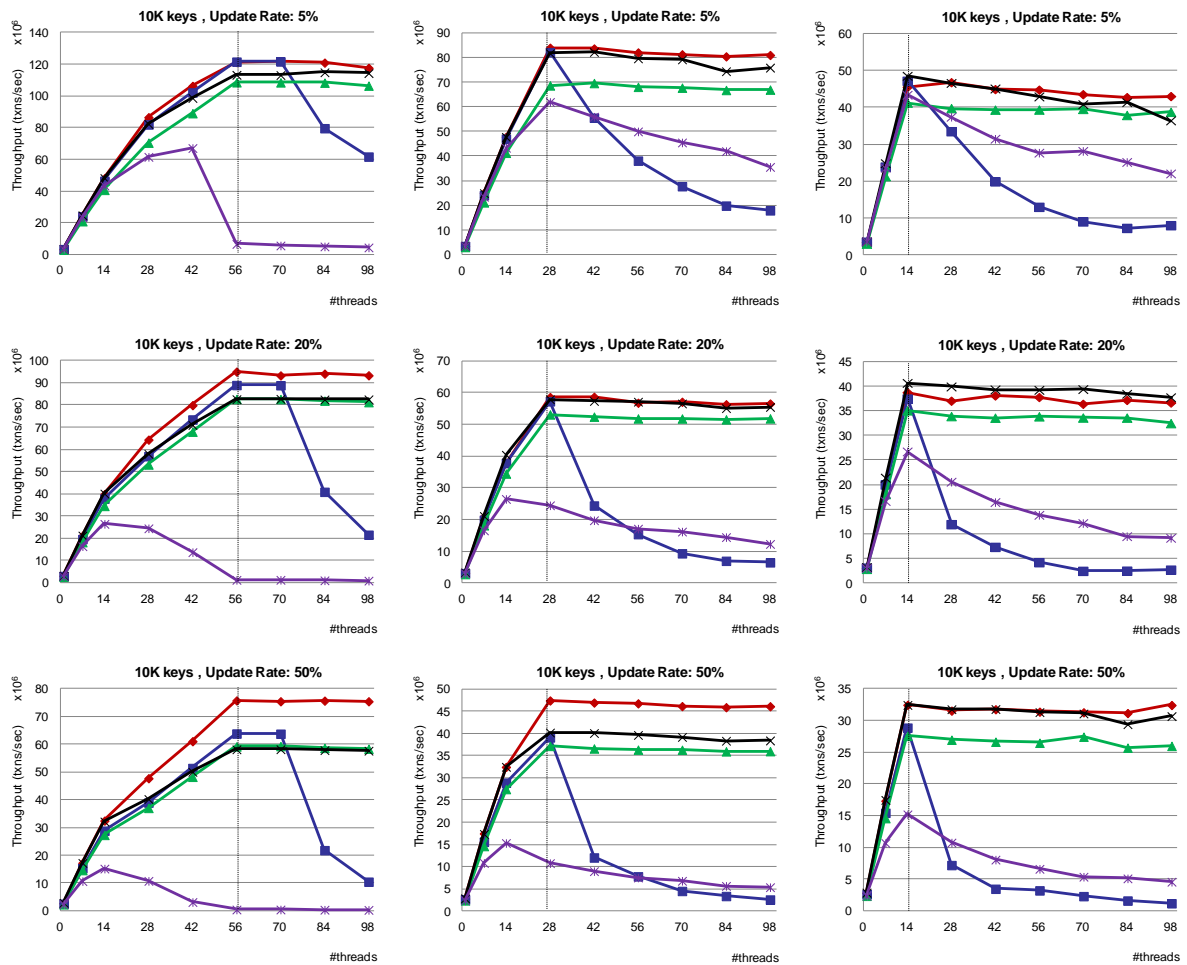 10K keys , Update Rate: 5%
x10⁶
Throughput (txns/sec)
140
120
100
80
60
40
20
0
0 14 28 42 56 70 84 98
#threads
10K keys , Update Rate: 5%
x10⁶
Throughput (txns/sec)
90
80
70
60
50
40
30
20
10
0
0 14 28 42 56 70 84 98
#threads
10K keys , Update Rate: 5%
x10⁶
Throughput (txns/sec)
60
50
40
30
20
10
0
0 14 28 42 56 70 84 98
#threads
10K keys , Update Rate: 20%
x10⁶
Throughput (txns/sec)
100
90
80
70
60
50
40
30
20
10
0
0 14 28 42 56 70 84 98
#threads
10K keys , Update Rate: 20%
x10⁶
Throughput (txns/sec)
70
60
50
40
30
20
10
0
0 14 28 42 56 70 84 98
#threads
10K keys , Update Rate: 20%
x10⁶
Throughput (txns/sec)
45
40
35
30
25
20
15
10
5
0
0 14 28 42 56 70 84 98
#threads
10K keys , Update Rate: 50%
x10⁶
Throughput (txns/sec)
80
70
60
50
40
30
20
10
0
0 14 28 42 56 70 84 98
#threads
10K keys , Update Rate: 50%
x10⁶
Throughput (txns/sec)
50
45
40
35
30
25
20
15
10
5
0
0 14 28 42 56 70 84 98
#threads
10K keys , Update Rate: 50%
x10⁶
Throughput (txns/sec)
35
30
25
20
15
10
5
0
0 14 28 42 56 70 84 98
#threads